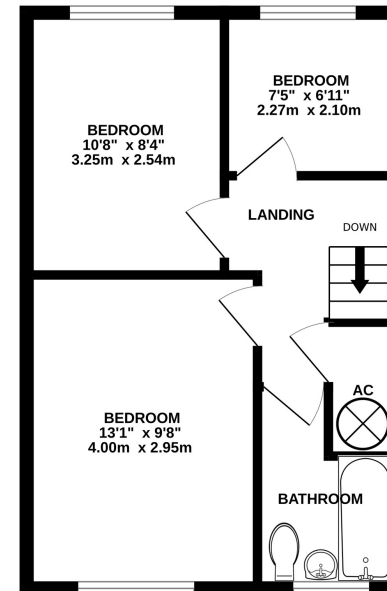 BEDROOM
7'5" x 6'11"
2.27m x 2.10m
BEDROOM
10'8" x 8'4"
3.25m x 2.54m
LANDING
DOWN
AC
BEDROOM
13'1" x 9'8"
4.00m x 2.95m
BATHROOM